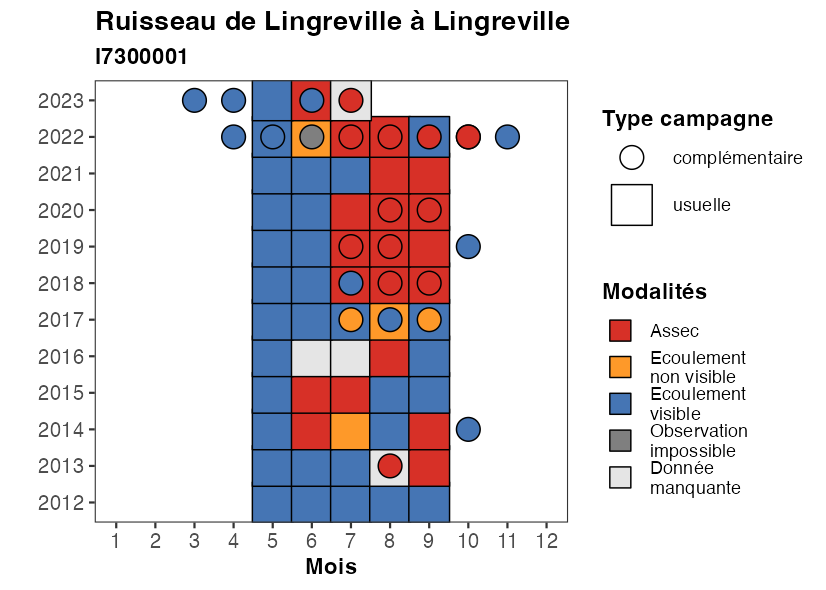 Ruisseau de Lingreville à Lingreville
I7300001
2023
2022
2021
2020
2019
2018
2017
2016
2015
2014
2013
2012
1 2 3 4 5 6 7 8 9 10 11 12
Mois
Type campagne
complémentaire
usuelle
Modalités
Assec
Ecoulement
non visible
Ecoulement
visible
Observation
impossible
Donnée
manquante